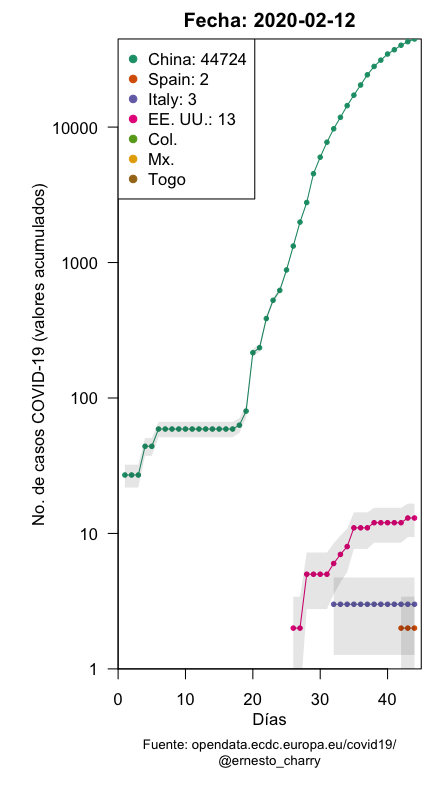 Fecha: 2020-02-12
China: 44724
Spain: 2
Italy: 3
EE. UU.: 13
Col.
Mx.
Togo
No. de casos COVID-19 (valores acumulados)
10000
1000
100
10
1
0 10 20 30 40
Días
Fuente: opendata.ecdc.europa.eu/covid19/
@ernesto_charry